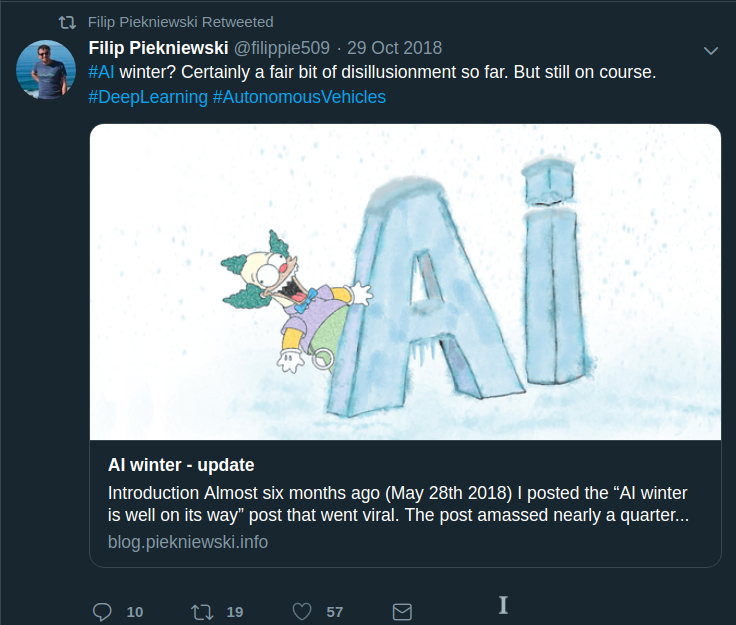 Filip Piekniewski Retweeted
Filip Piekniewski @filippie509 · 29 Oct 2018
#AI winter? Certainly a fair bit of disillusionment so far. But still on course.
#DeepLearning #AutonomousVehicles
Ai
AI winter - update
Introduction Almost six months ago (May 28th 2018) I posted the “AI winter
is well on its way” post that went viral. The post amassed nearly a quarter...
blog.piekniewski.info
10 19 57